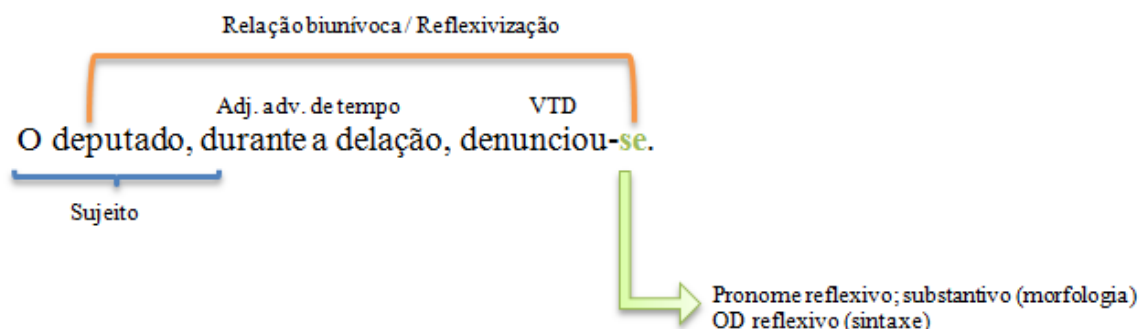 Relação biunívoca / Reflexivização
Adj. adv. de tempo VTD
O deputado, durante a delação, denunciou-se.
Sujeito
Pronome reflexivo; substantivo (morfologia)
OD reflexivo (sintaxe)